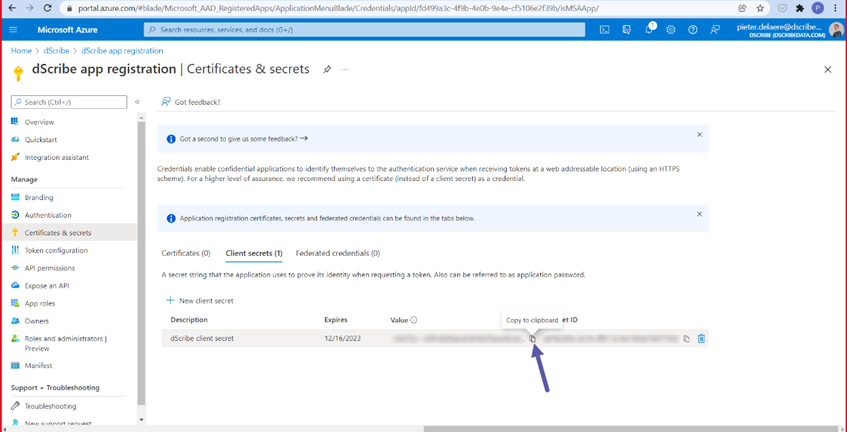 portal.azure.com/#blade/Microsoft_AAD_RegisteredApps/ApplicationMenuBlade/Credentials/appId/fd499a3c-4f9b-4e0b-9e4e-cf5106e2f39b/isMSAApp/
P
Microsoft Azure
Search resources, services, and docs (G+/)
1
pieter.delaere@dscribe...
DSCRIBE (DSCRIBEDATA.COM)
Home > dScribe > dScribe app registration
dScribe app registration | Certificates & secrets
Search (Ctrl+/)
Overview
Quickstart
Integration assistant
Manage
Branding
Authentication
Certificates & secrets
Token configuration
API permissions
Expose an API
App roles
Owners
Roles and administrators |
Preview
Manifest
Support + Troubleshooting
Troubleshooting
New support request
Got feedback?
Got a second to give us some feedback?
Credentials enable confidential applications to identify themselves to the authentication service when receiving tokens at a web addressable location (using an HTTPS
scheme). For a higher level of assurance, we recommend using a certificate (instead of a client secret) as a credential.
Application registration certificates, secrets and federated credentials can be found in the tabs below.
Certificates (0) Client secrets (1) Federated credentials (0)
A secret string that the application uses to prove its identity when requesting a token. Also can be referred to as application password.
New client secret
Copy to clipboard
Description Expires Value et ID
dScribe client secret 12/16/2023